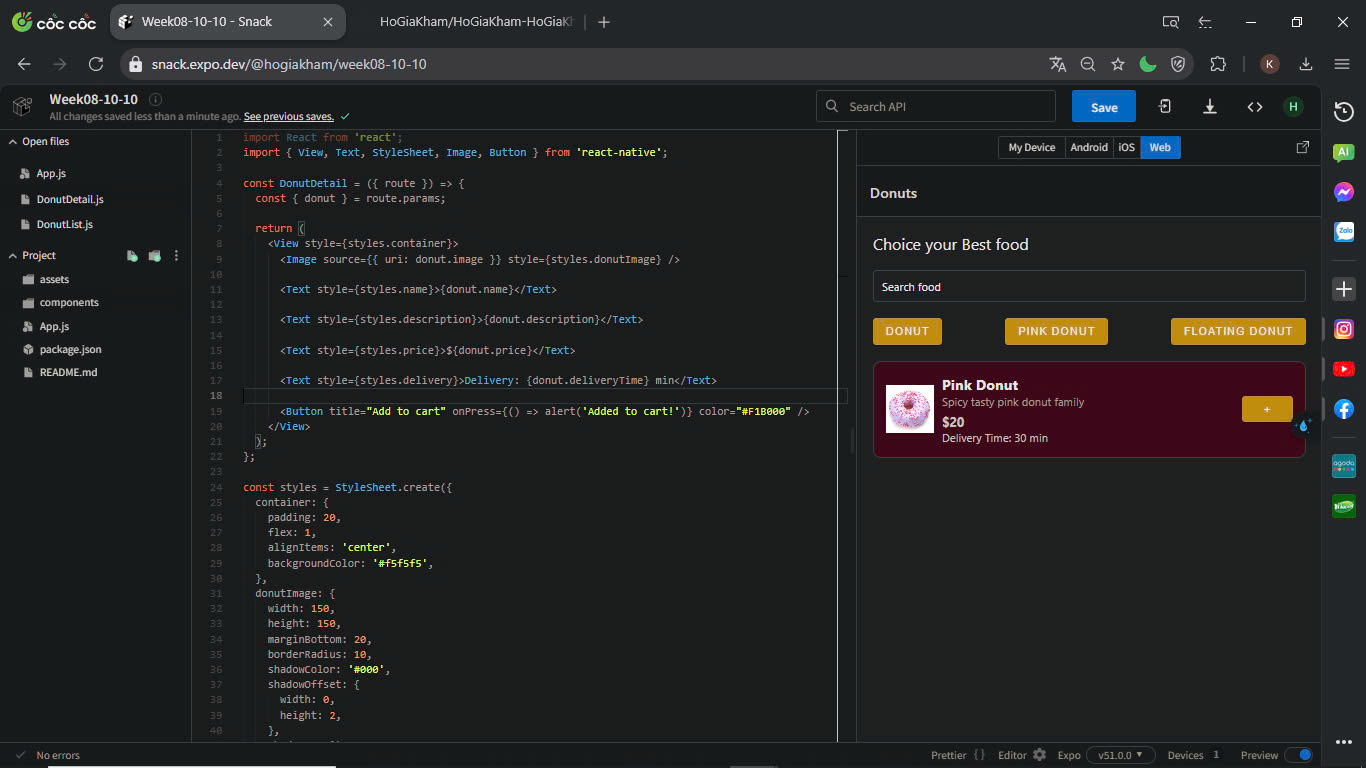 cốc cốc
Week08-10-10 - Snack
HoGiaKham/HoGiaKham-HoGiaKh
snack.expo.dev/@hogiakham/week08-10-10
K
Week08-10-10
All changes saved less than a minute ago. See previous saves.
Search API
Save
H
Open files
App.js
DonutDetail.js
DonutList.js
Project
assets
components
App.js
package.json
README.md
1 import React from 'react';
2 import { View, Text, StyleSheet, Image, Button } from 'react-native';
3
4 const DonutDetail = ({ route }) => {
5 const { donut } = route.params;
6
7 return (
8 <View style={styles.container}>
9 <Image source={{ uri: donut.image }} style={styles.donutImage} />
10
11 <Text style={styles.name}>{donut.name}</Text>
12
13 <Text style={styles.description}>{donut.description}</Text>
14
15 <Text style={styles.price}>${donut.price}</Text>
16
17 <Text style={styles.delivery}>Delivery: {donut.deliveryTime} min</Text>
18
19 <Button title="Add to cart" onPress={() => alert('Added to cart!')} color="#F1B000" />
20 </View>
21 );
22 };
23
24 const styles = StyleSheet.create({
25 container: {
26 padding: 20,
27 flex: 1,
28 alignItems: 'center',
29 backgroundColor: '#f5f5f5',
30 },
31 donutImage: {
32 width: 150,
33 height: 150,
34 marginBottom: 20,
35 borderRadius: 10,
36 shadowColor: '#000',
37 shadowOffset: {
38 width: 0,
39 height: 2,
40 },
My Device Android iOS Web
Donuts
Choice your Best food
Search food
DONUT PINK DONUT FLOATING DONUT
Pink Donut
Spicy tasty pink donut family
$20
Delivery Time: 30 min
+
AI
Zalo
agoda
No errors
Prettier { } Editor Expo v51.0.0 Devices 1 Preview